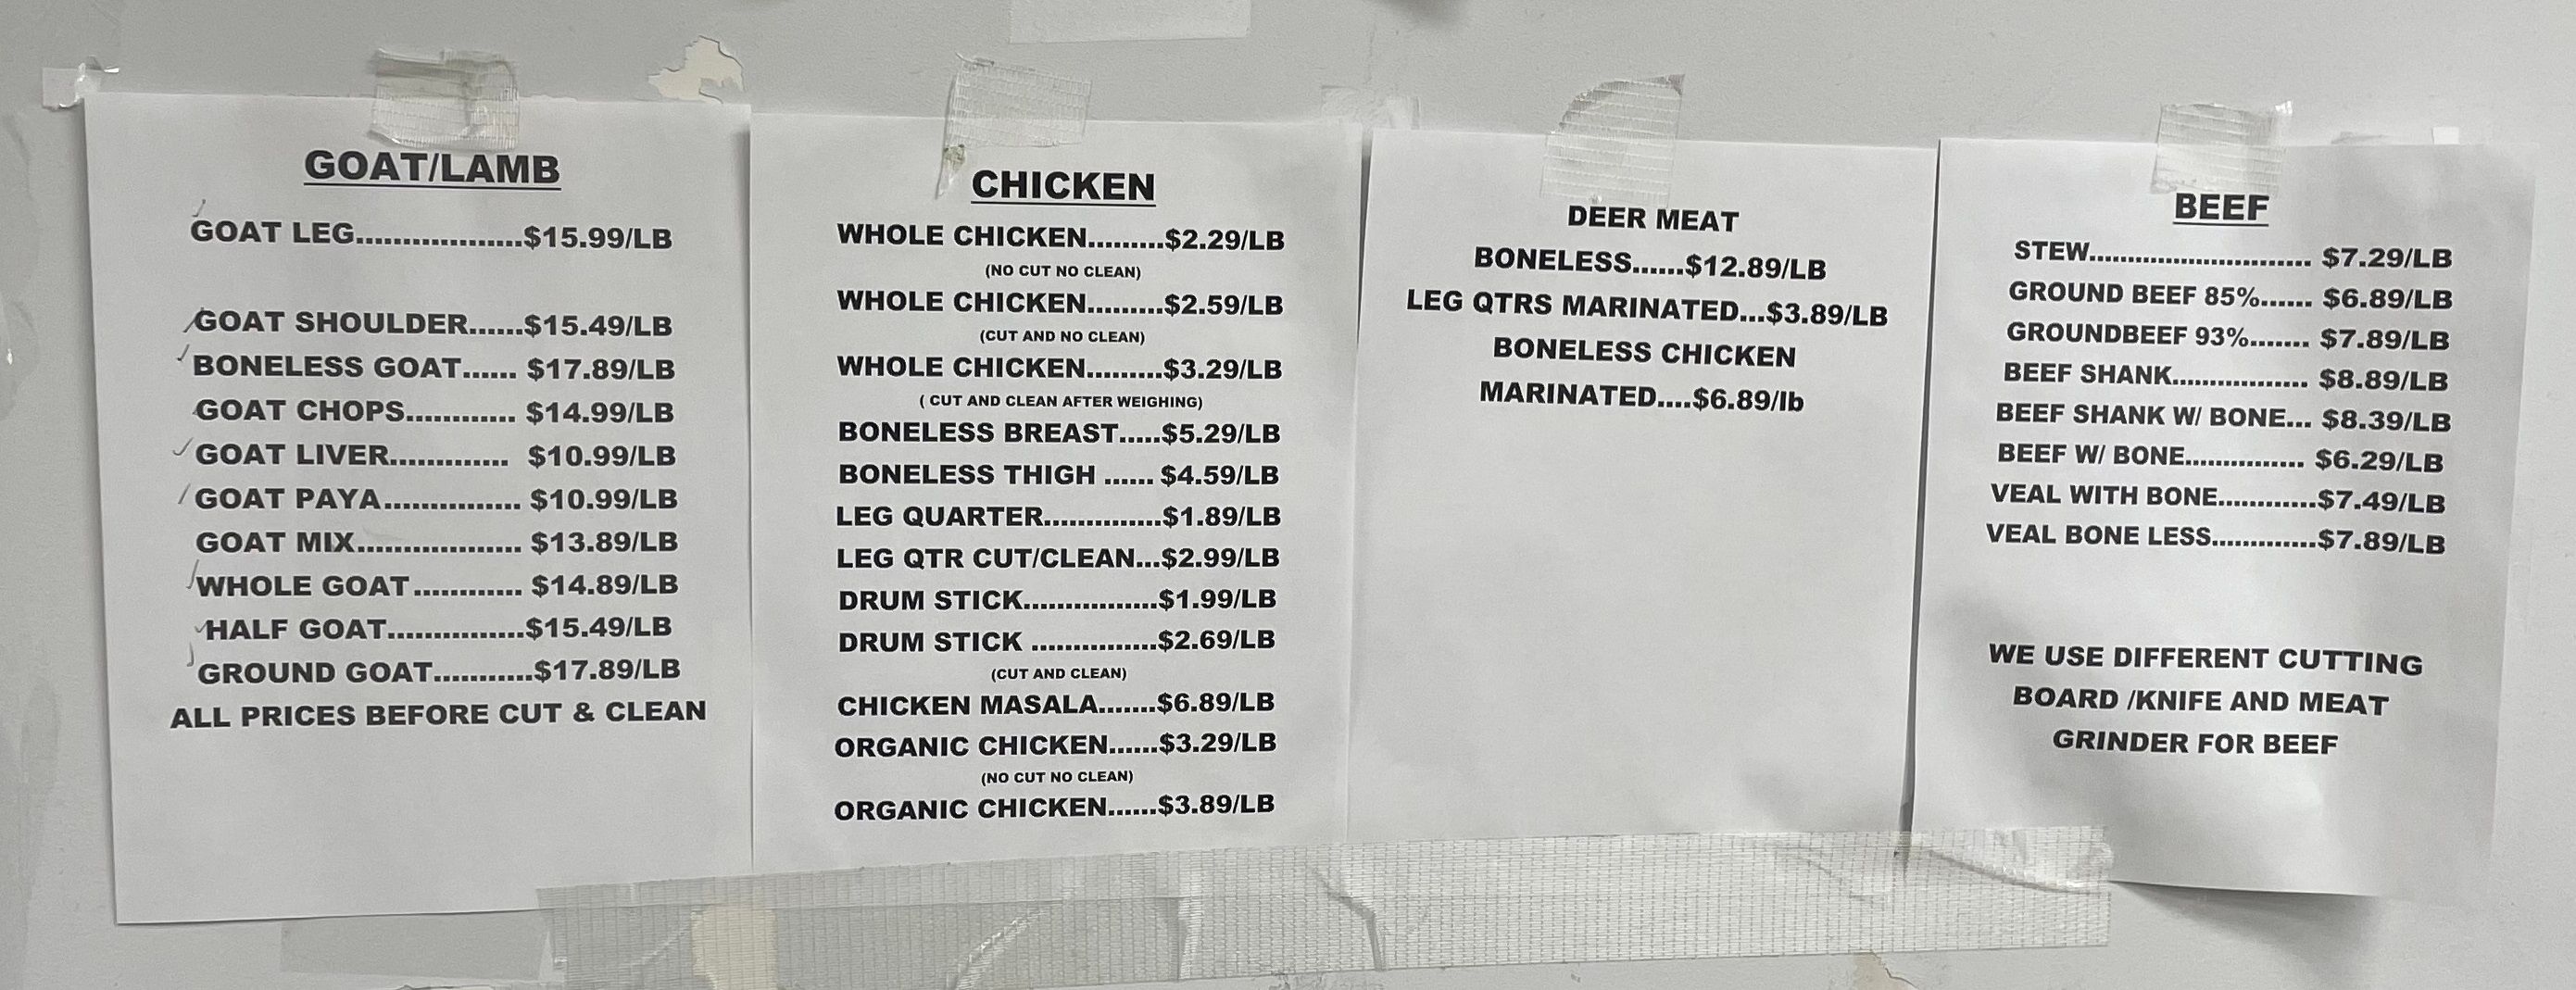 GOAT/LAMB
GOAT LEG..................$15.99/LB
GOAT SHOULDER......$15.49/LB
BONELESS GOAT...... $17.89/LB
GOAT CHOPS............ $14.99/LB
GOAT LIVER............. $10.99/LB
GOAT PAYA............... $10.99/LB
GOAT MIX.................. $13.89/LB
WHOLE GOAT............ $14.89/LB
HALF GOAT...............$15.49/LB
GROUND GOAT...........$17.89/LB
ALL PRICES BEFORE CUT & CLEAN
CHICKEN
WHOLE CHICKEN.........$2.29/LB
(NO CUT NO CLEAN)
WHOLE CHICKEN.........$2.59/LB
(CUT AND NO CLEAN)
WHOLE CHICKEN.........$3.29/LB
( CUT AND CLEAN AFTER WEIGHING)
BONELESS BREAST.....$5.29/LB
BONELESS THIGH ...... $4.59/LB
LEG QUARTER..............$1.89/LB
LEG QTR CUT/CLEAN...$2.99/LB
DRUM STICK................$1.99/LB
DRUM STICK ...............$2.69/LB
(CUT AND CLEAN)
CHICKEN MASALA.......$6.89/LB
ORGANIC CHICKEN......$3.29/LB
(NO CUT NO CLEAN)
ORGANIC CHICKEN......$3.89/LB
DEER MEAT
BONELESS......$12.89/LB
LEG QTRS MARINATED...$3.89/LB
BONELESS CHICKEN
MARINATED....$6.89/lb
BEEF
STEW............................ $7.29/LB
GROUND BEEF 85%...... $6.89/LB
GROUNDBEEF 93%....... $7.89/LB
BEEF SHANK................. $8.89/LB
BEEF SHANK W/ BONE... $8.39/LB
BEEF W/ BONE............... $6.29/LB
VEAL WITH BONE............$7.49/LB
VEAL BONE LESS.............$7.89/LB
WE USE DIFFERENT CUTTING
BOARD /KNIFE AND MEAT
GRINDER FOR BEEF